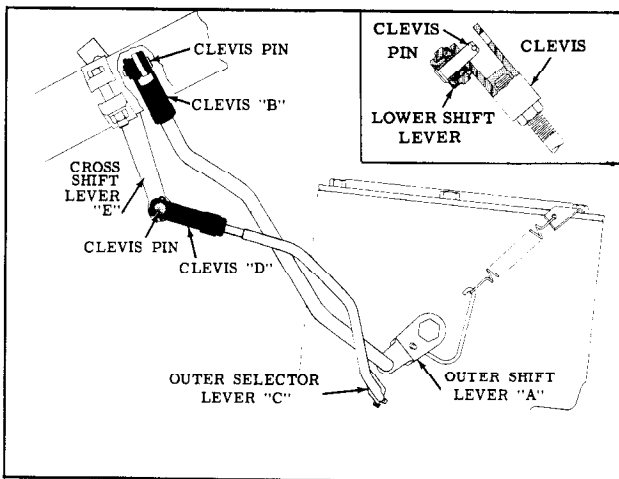 CLEVIS PIN
CLEVIS "B"
CLEVIS
PIN
CLEVIS
LOWER SHIFT
LEVER
CROSS
SHIFT
LEVER
"E"
CLEVIS PIN
CLEVIS "D"
OUTER SELECTOR
LEVER "C"
OUTER SHIFT
LEVER "A"